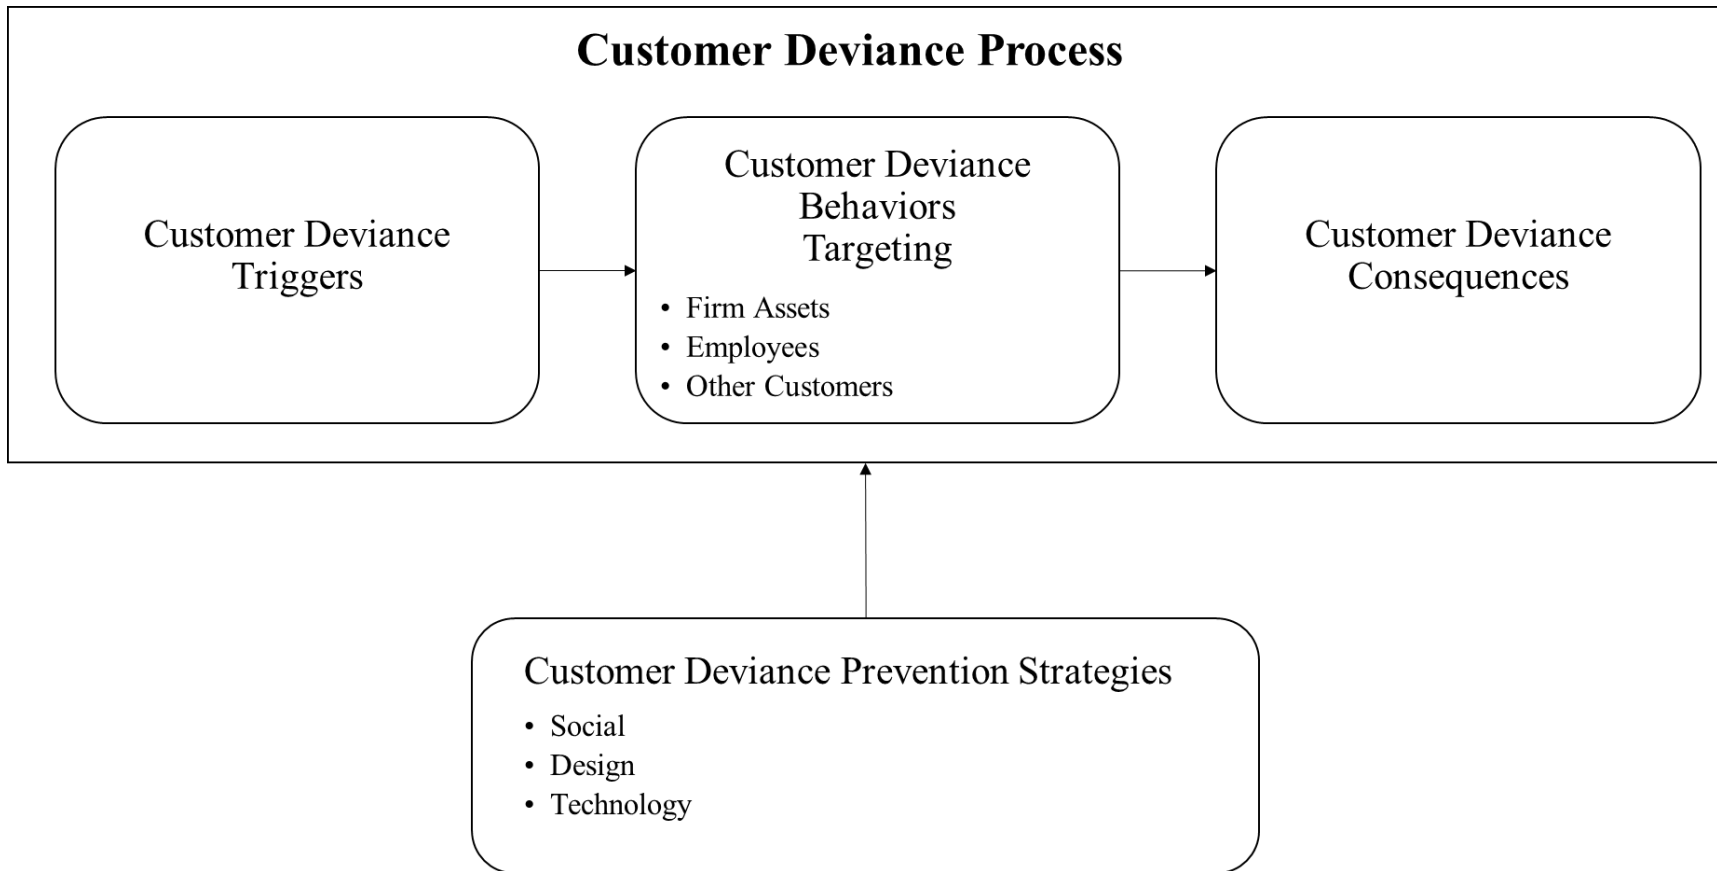 Customer Deviance Process
Customer Deviance
Triggers
Customer Deviance
Behaviors
Targeting
• Firm Assets
• Employees
• Other Customers
Customer Deviance
Consequences
Customer Deviance Prevention Strategies
• Social
• Design
• Technology